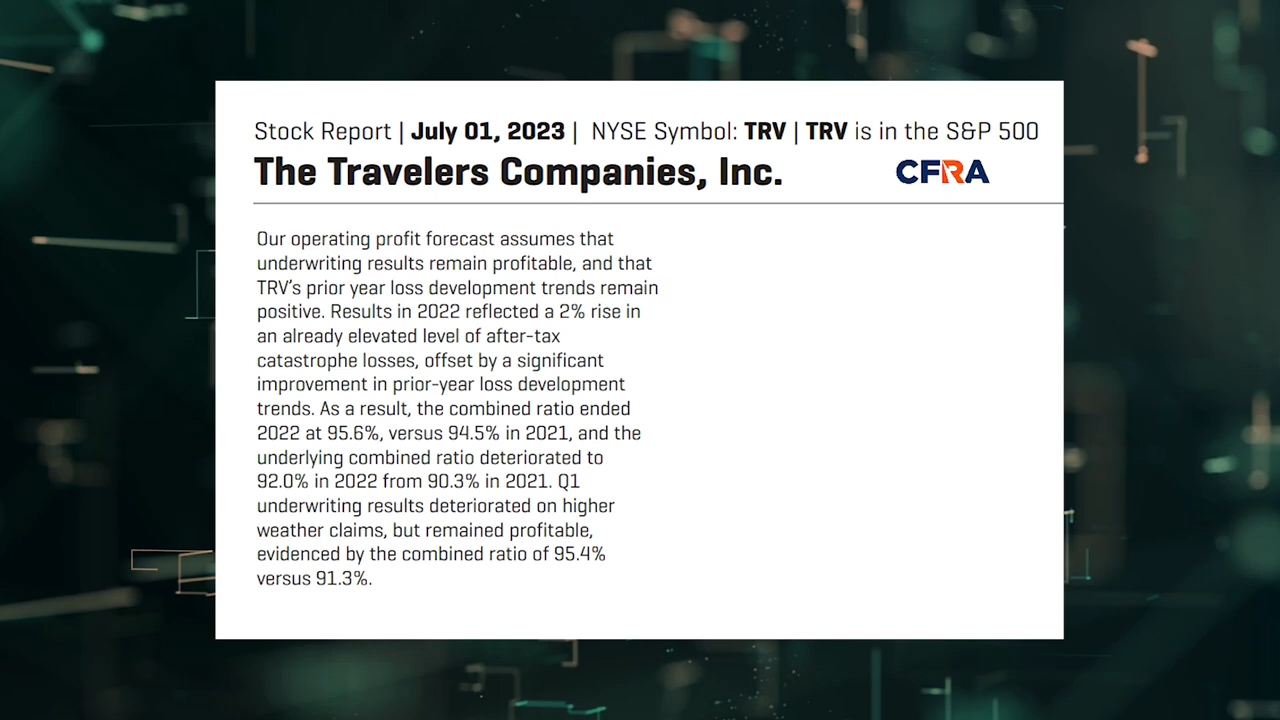 Stock Report | July 01, 2023 | NYSE Symbol: TRV | TRV is in the S&P 500
The Travelers Companies, Inc.
CFRA
Our operating profit forecast assumes that
underwriting results remain profitable, and that
TRV's prior year loss development trends remain
positive. Results in 2022 reflected a 2% rise in
an already elevated level of after-tax
catastrophe losses, offset by a significant
improvement in prior-year loss development
trends. As a result, the combined ratio ended
2022 at 95.6%, versus 94.5% in 2021, and the
underlying combined ratio deteriorated to
92.0% in 2022 from 90.3% in 2021. Q1
underwriting results deteriorated on higher
weather claims, but remained profitable,
evidenced by the combined ratio of 95.4%
versus 91.3%.